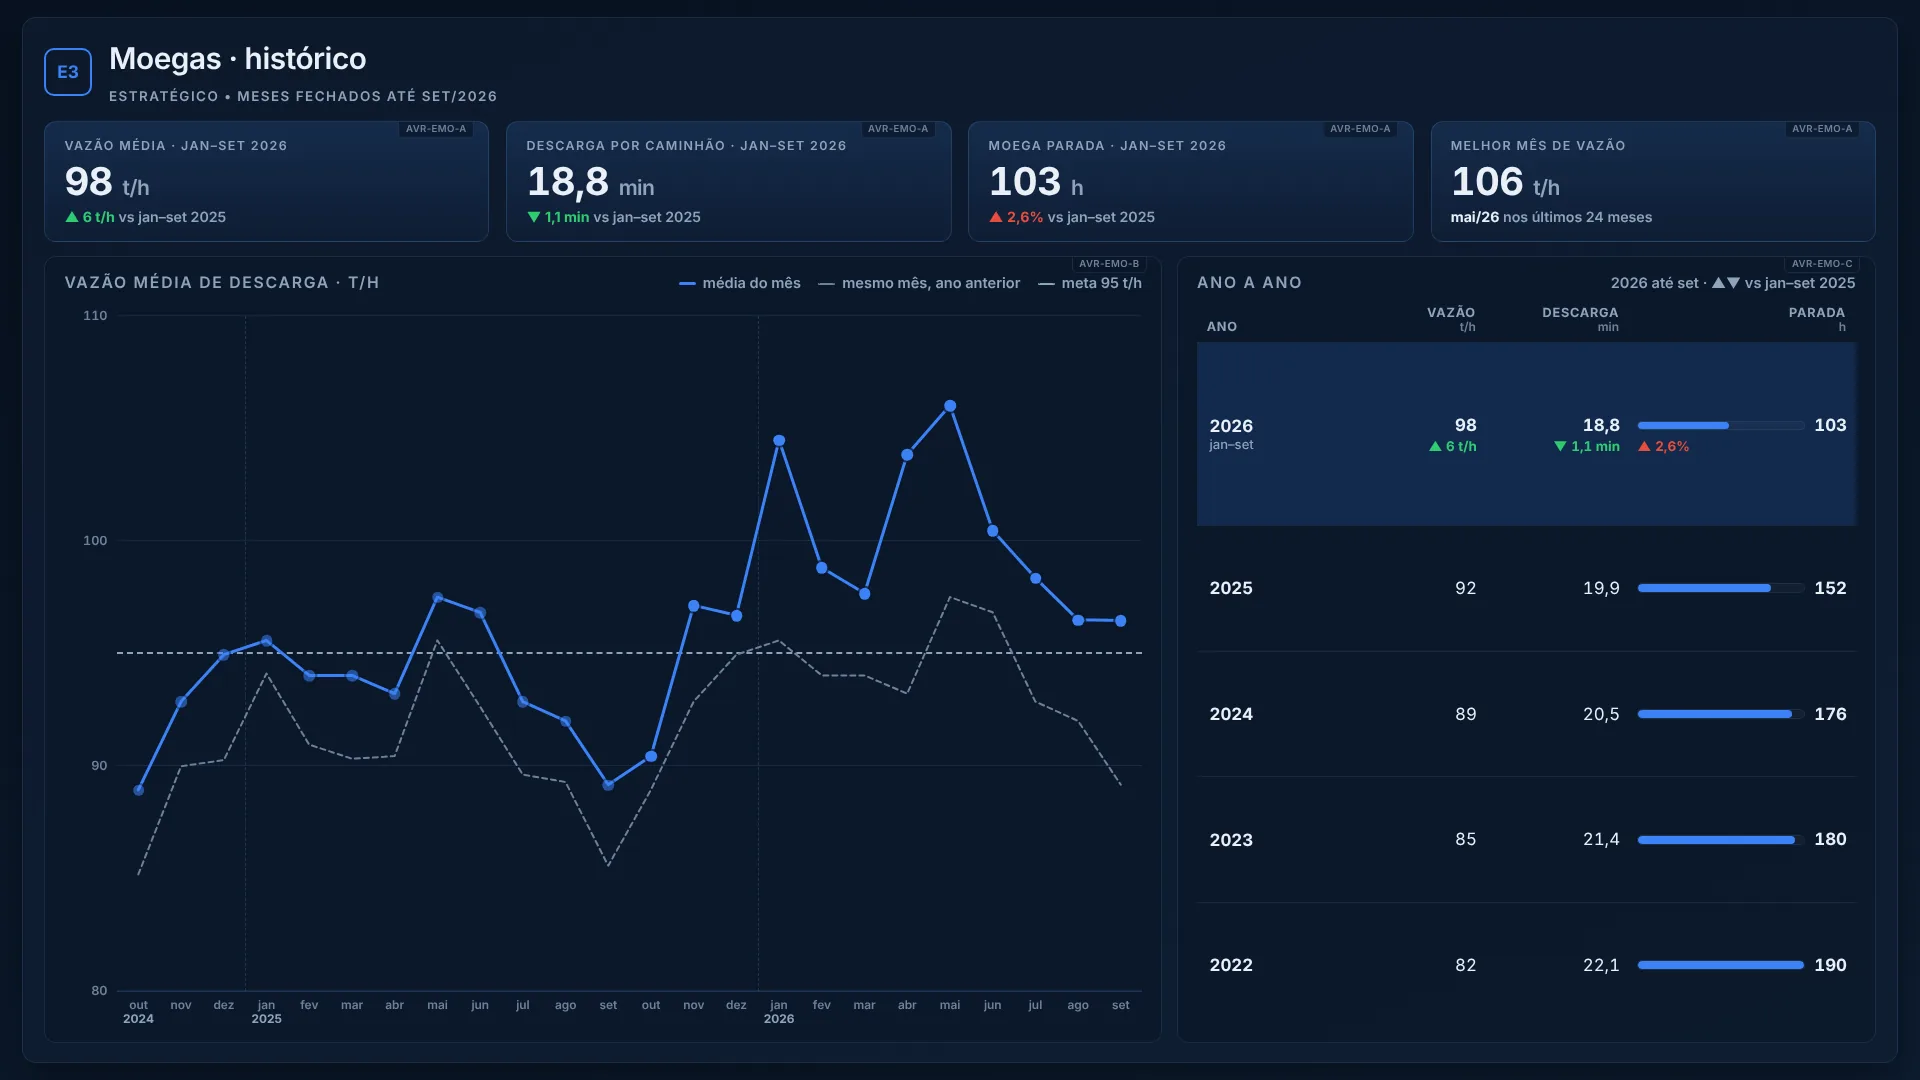 E3
Moegas · histórico
ESTRATÉGICO • MESES FECHADOS ATÉ SET/2026
AVR-EMO-A
VAZÃO MÉDIA · JAN–SET 2026
98 t/h
▲ 6 t/h vs jan–set 2025
AVR-EMO-A
DESCARGA POR CAMINHÃO · JAN–SET 2026
18,8 min
▼ 1,1 min vs jan–set 2025
AVR-EMO-A
MOEGA PARADA · JAN–SET 2026
103 h
▲ 2,6% vs jan–set 2025
AVR-EMO-A
MELHOR MÊS DE VAZÃO
106 t/h
mai/26 nos últimos 24 meses
AVR-EMO-B
VAZÃO MÉDIA DE DESCARGA · T/H
média do mês mesmo mês, ano anterior meta 95 t/h
110
100
90
80
out nov dez jan fev mar abr mai jun jul ago set out nov dez jan fev mar abr mai jun jul ago set
2024 2025 2026
AVR-EMO-C
ANO A ANO
2026 até set · ▲▼ vs jan–set 2025
ANO VAZÃO t/h DESCARGA min PARADA h
2026 98 18,8 103
jan–set ▲ 6 t/h ▼ 1,1 min ▲ 2,6%
2025 92 19,9 152
2024 89 20,5 176
2023 85 21,4 180
2022 82 22,1 190